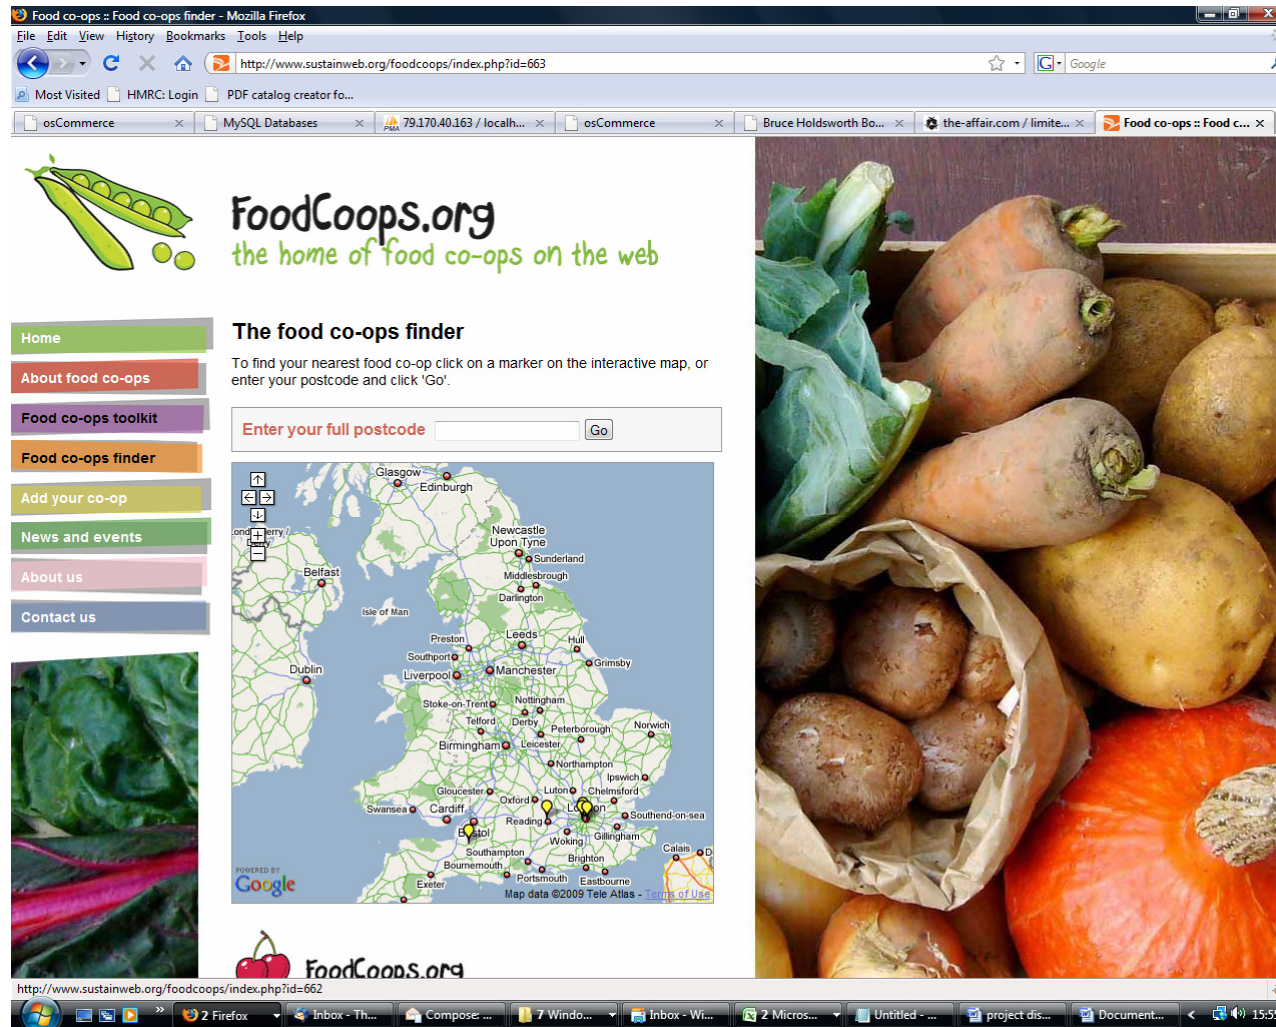 Food co-ops :: Food co-ops finder - Mozilla Firefox
File Edit View History Bookmarks Tools Help
http://www.sustainweb.org/foodcoops/index.php?id=663
Google
Most Visited HMRC: Login PDF catalog creator fo...
osCommerce MySQL Databases 79.170.40.163 / localh... osCommerce Bruce Holdsworth Bo... the-affair.com / limite... Food co-ops :: Food c...
FoodCoops.org
the home of food co-ops on the web
Home
About food co-ops
Food co-ops toolkit
Food co-ops finder
Add your co-op
News and events
About us
Contact us
The food co-ops finder
To find your nearest food co-op click on a marker on the interactive map, or
enter your postcode and click 'Go'.
Enter your full postcode Go
Glasgow
Edinburgh
Newcastle
Upon Tyne
Sunderland
Belfast
Middlesbrough
Darlington
Isle of Man
Preston
Leeds
Hull
Southport
Grimsby
Dublin
Liverpool
Manchester
Stoke-on-Trent
Nottingham
Telford
Derby
Peterborough
Norwich
Birmingham
Leicester
Northampton
Ipswich
Gloucester
Luton
Chelmsford
Oxford
Swansea
Cardiff
London
Southend-on-sea
Reading
Bristol
Gillingham
Woking
Southampton
Brighton
Calais
Bournemouth
Portsmouth
Eastbourne
Exeter
POWERED BY
Google
Map data ©2009 Tele Atlas - Terms of Use
FoodCoops.org
http://www.sustainweb.org/foodcoops/index.php?id=662
2 Firefox Inbox - Th... Compose: ... 7 Windo... Inbox - Wi... 2 Micros... Untitled - ... project dis... Document... 15:55